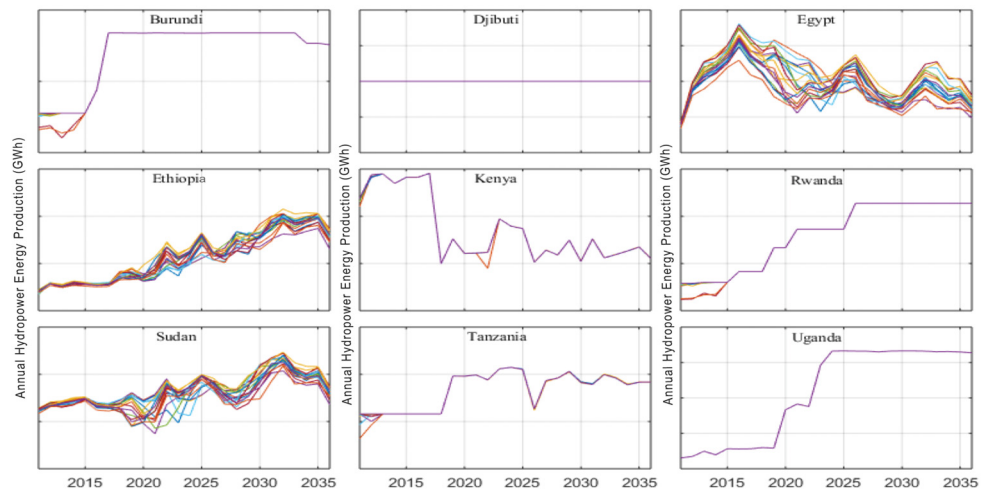 Burundi
Djibuti
Egypt
Ethiopia
Kenya
Rwanda
Sudan
Tanzania
Uganda
Annual Hydropower Energy Production (GWh)
Annual Hydropower Energy Production (GWh)
Annual Hydropower Energy Production (GWh)
2015 2020 2025 2030 2035
2015 2020 2025 2030 2035
2015 2020 2025 2030 2035